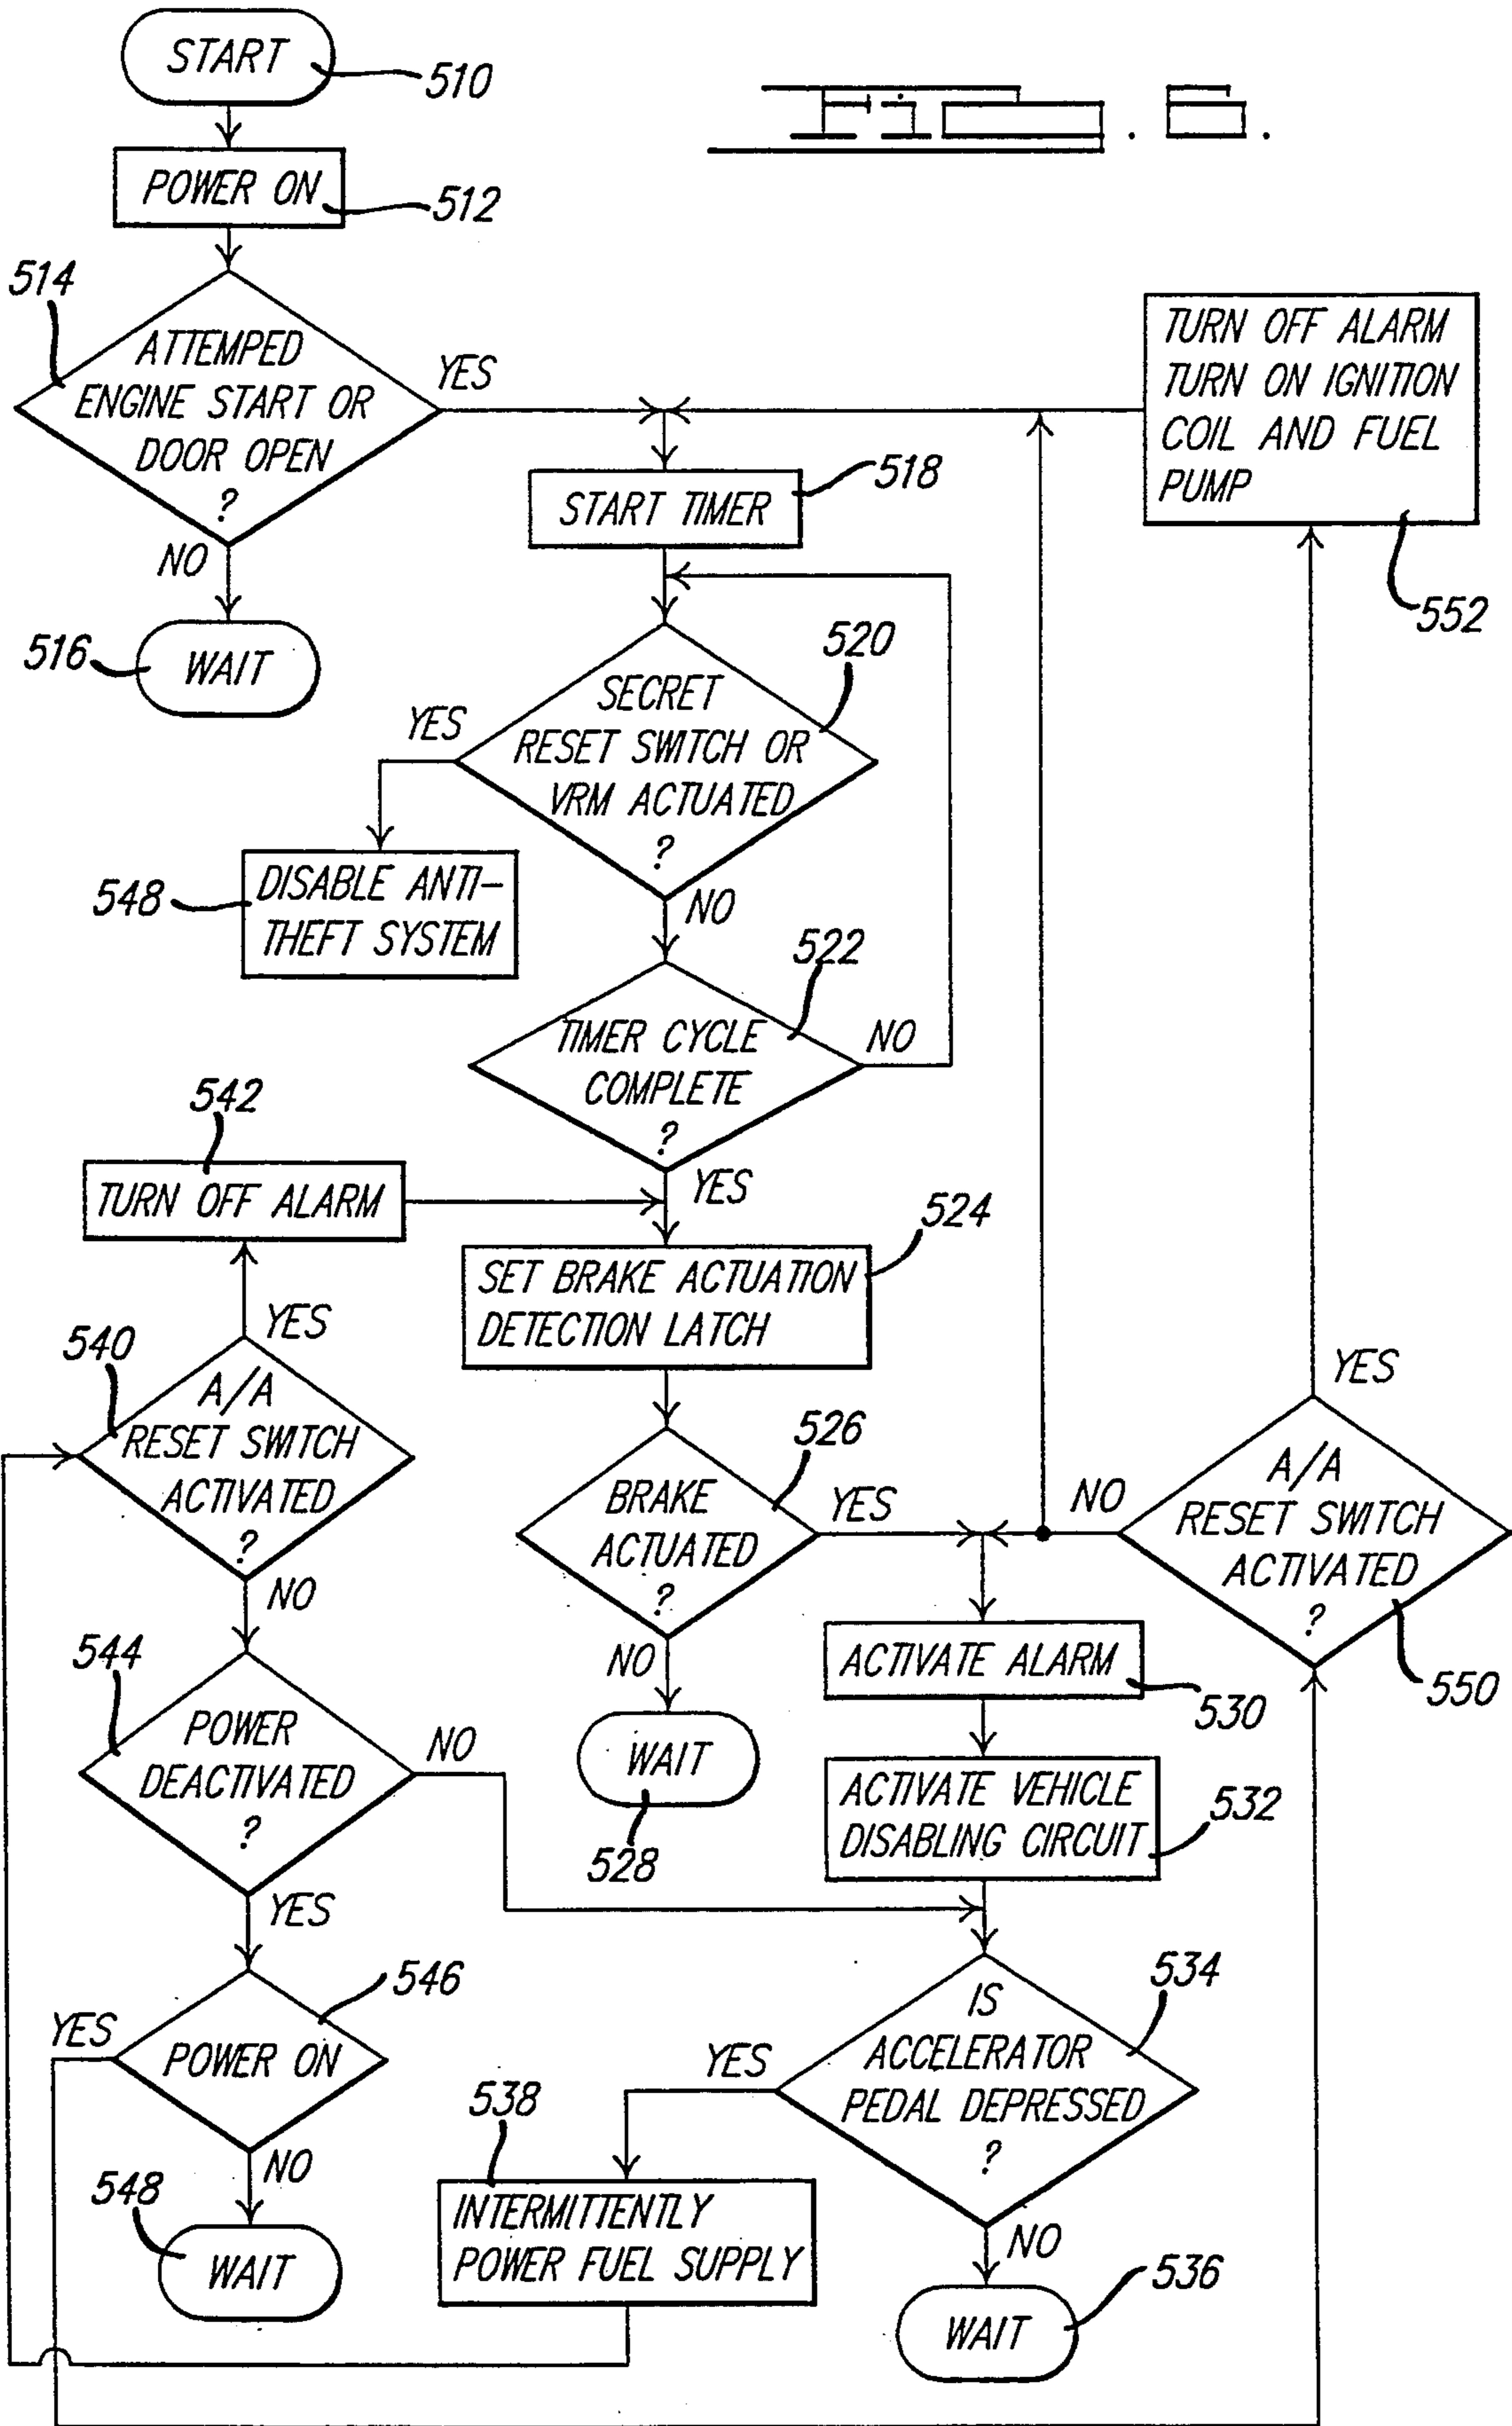 START
510
POWER ON
512
514
ATTEMPED
ENGINE START OR
DOOR OPEN
?
YES
NO
516
WAIT
TURN OFF ALARM
TURN ON IGNITION
COIL AND FUEL
PUMP
552
START TIMER
518
520
SECRET
RESET SWITCH OR
VRM ACTUATED
?
YES
NO
548
DISABLE ANTI-
THEFT SYSTEM
522
TIMER CYCLE
COMPLETE
?
NO
YES
542
TURN OFF ALARM
524
SET BRAKE ACTUATION
DETECTION LATCH
540
YES
A/A
RESET SWITCH
ACTIVATED
?
NO
526
BRAKE
ACTUATED
?
YES
NO
WAIT
528
YES
NO
A/A
RESET SWITCH
ACTIVATED
?
550
ACTIVATE ALARM
530
ACTIVATE VEHICLE
DISABLING CIRCUIT
532
544
POWER
DEACTIVATED
?
NO
YES
546
YES
POWER ON
NO
548
WAIT
534
IS
ACCELERATOR
PEDAL DEPRESSED
?
YES
NO
538
INTERMITTENTLY
POWER FUEL SUPPLY
536
WAIT